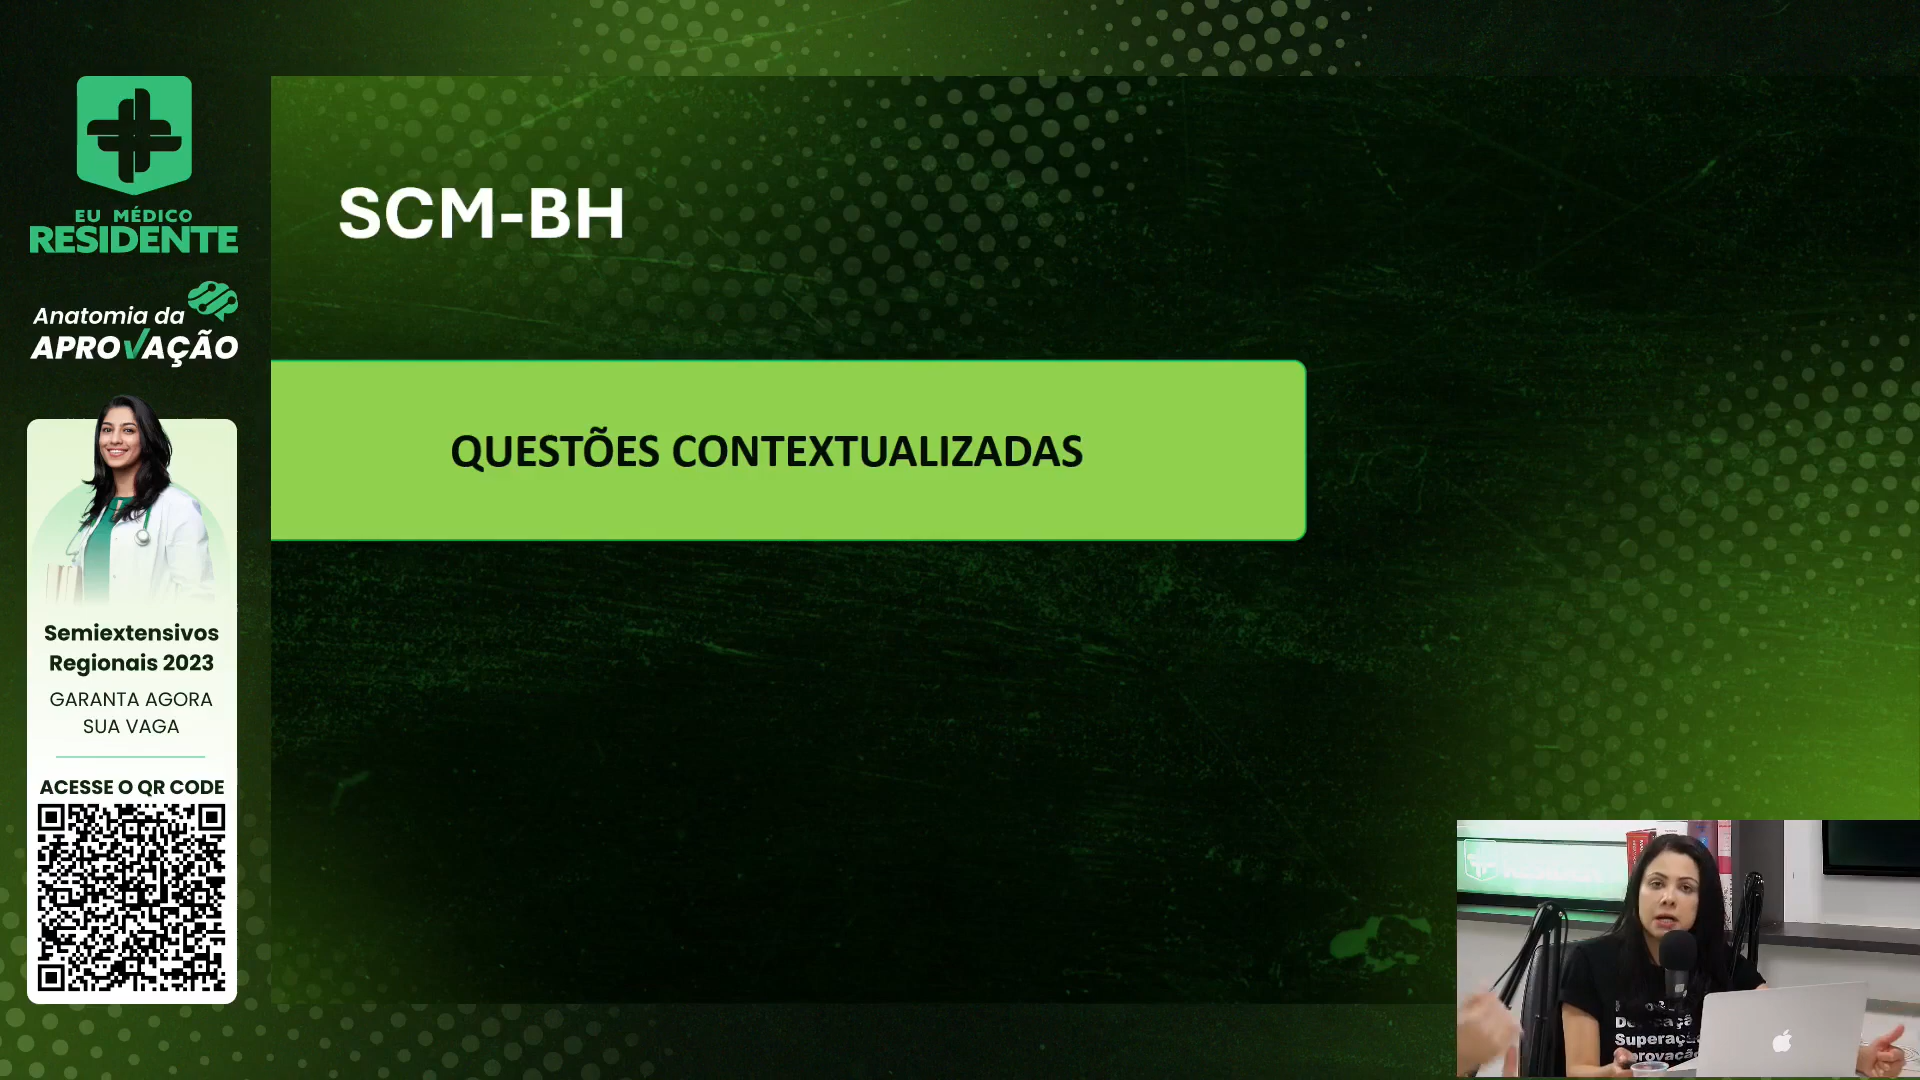 EU MÉDICO
RESIDENTE
Anatomia da
APROVAÇÃO
Semiextensivos
Regionais 2023
GARANTA AGORA
SUA VAGA
ACESSE O QR CODE
SCM-BH
QUESTÕES CONTEXTUALIZADAS
Superação